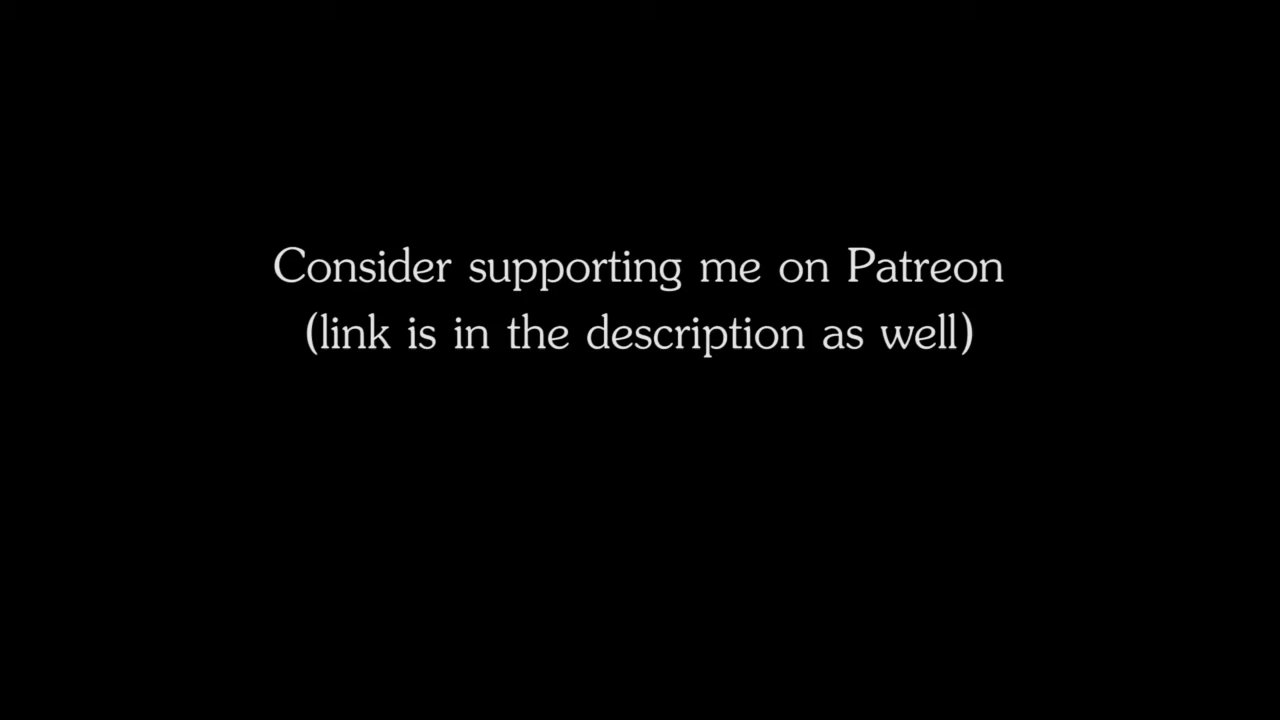 Consider supporting me on Patreon
(link is in the description as well)